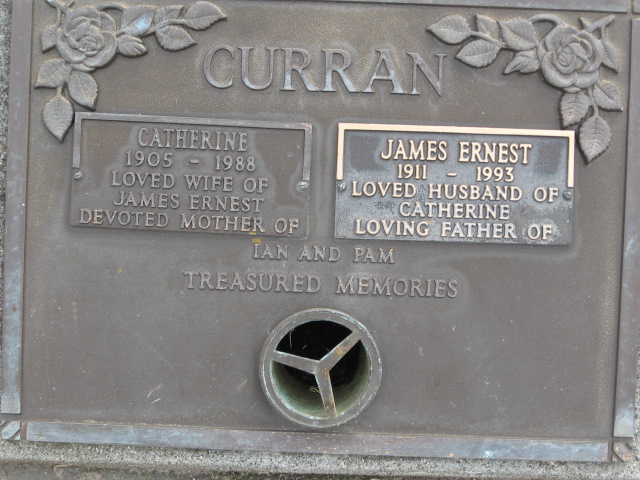 CURRAN
CATHERINE
1905 - 1988
LOVED WIFE OF
JAMES ERNEST
DEVOTED MOTHER OF
JAMES ERNEST
1911 - 1993
LOVED HUSBAND OF
CATHERINE
LOVING FATHER OF
IAN AND PAM
TREASURED MEMORIES